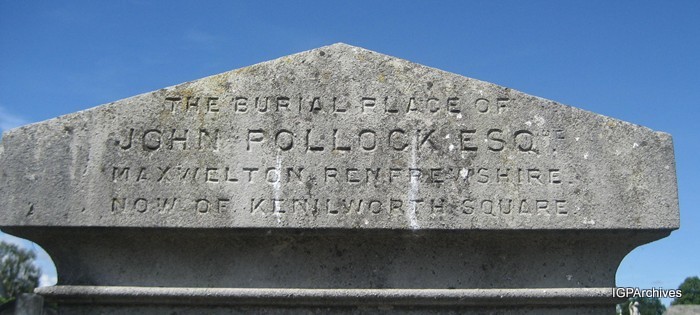 THE BURIAL PLACE OF
JOHN POLLOCK ESQRE
MAXWELTON RENFREWSHIRE.
NOW OF KENILWORTH SQUARE
IGPArchives